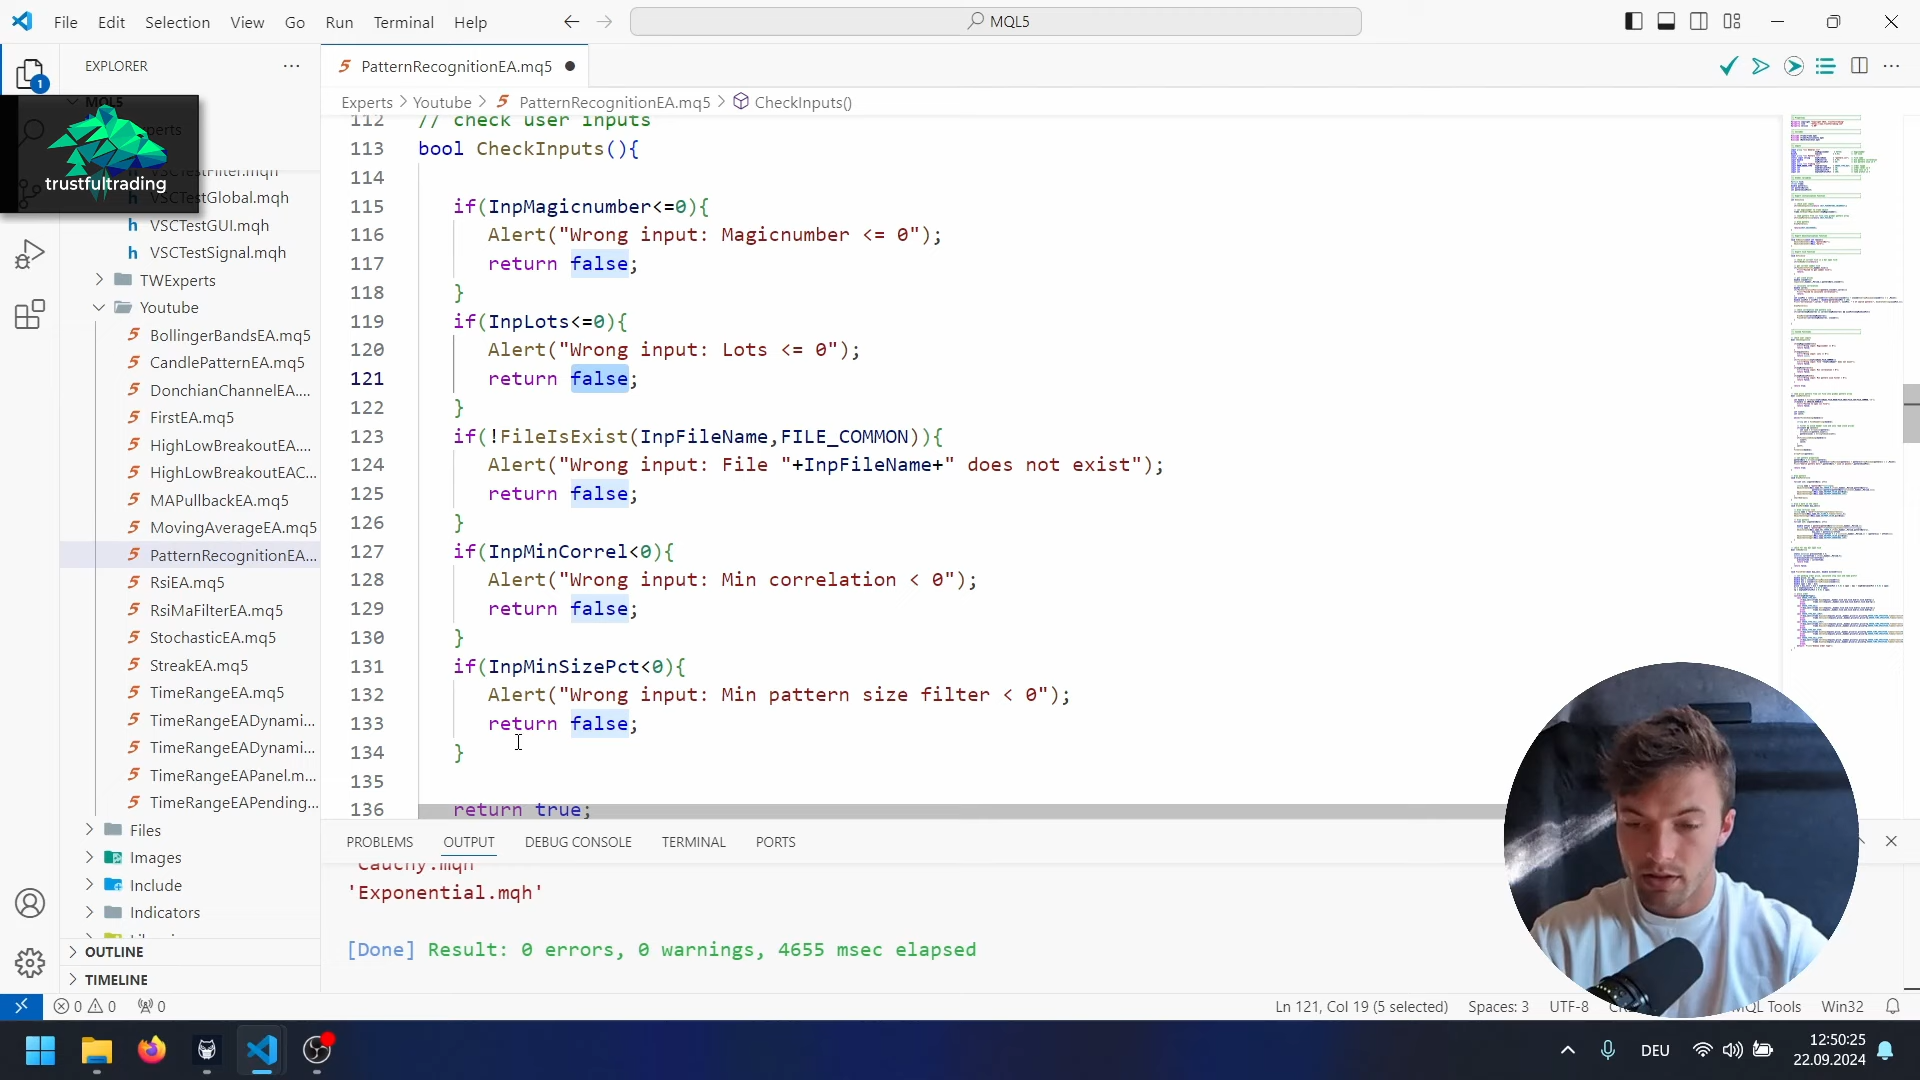 File Edit Selection View Go Run Terminal Help
MQL5
EXPLORER
PatternRecognitionEA.mq5
Experts > Youtube > PatternRecognitionEA.mq5 > CheckInputs()
trustfultrading
VSCTestGlobal.mqh
VSCTestGUI.mqh
VSCTestSignal.mqh
TWExperts
Youtube
BollingerBandsEA.mq5
CandlePatternEA.mq5
DonchianChannelEA....
FirstEA.mq5
HighLowBreakoutEA....
HighLowBreakoutEAC...
MAPullbackEA.mq5
MovingAverageEA.mq5
PatternRecognitionEA...
RsiEA.mq5
RsiMaFilterEA.mq5
StochasticEA.mq5
StreakEA.mq5
TimeRangeEA.mq5
TimeRangeEADynami...
TimeRangeEADynami...
TimeRangeEAPanel.m...
TimeRangeEAPending...
Files
Images
Include
Indicators
OUTLINE
TIMELINE
112 // check user inputs
113 bool CheckInputs(){
114
115 if(InpMagicnumber<=0){
116 Alert("Wrong input: Magicnumber <= 0");
117 return false;
118 }
119 if(InpLots<=0){
120 Alert("Wrong input: Lots <= 0");
121 return false;
122 }
123 if(!FileIsExist(InpFileName,FILE_COMMON)){
124 Alert("Wrong input: File "+InpFileName+" does not exist");
125 return false;
126 }
127 if(InpMinCorrel<0){
128 Alert("Wrong input: Min correlation < 0");
129 return false;
130 }
131 if(InpMinSizePct<0){
132 Alert("Wrong input: Min pattern size filter < 0");
133 return false;
134 }
135
136 return true;
PROBLEMS OUTPUT DEBUG CONSOLE TERMINAL PORTS
'Cauchy.mqh'
'Exponential.mqh'
[Done] Result: 0 errors, 0 warnings, 4655 msec elapsed
0 0 0
Ln 121, Col 19 (5 selected) Spaces: 3 UTF-8 MQL Tools Win32
DEU
12:50:25
22.09.2024